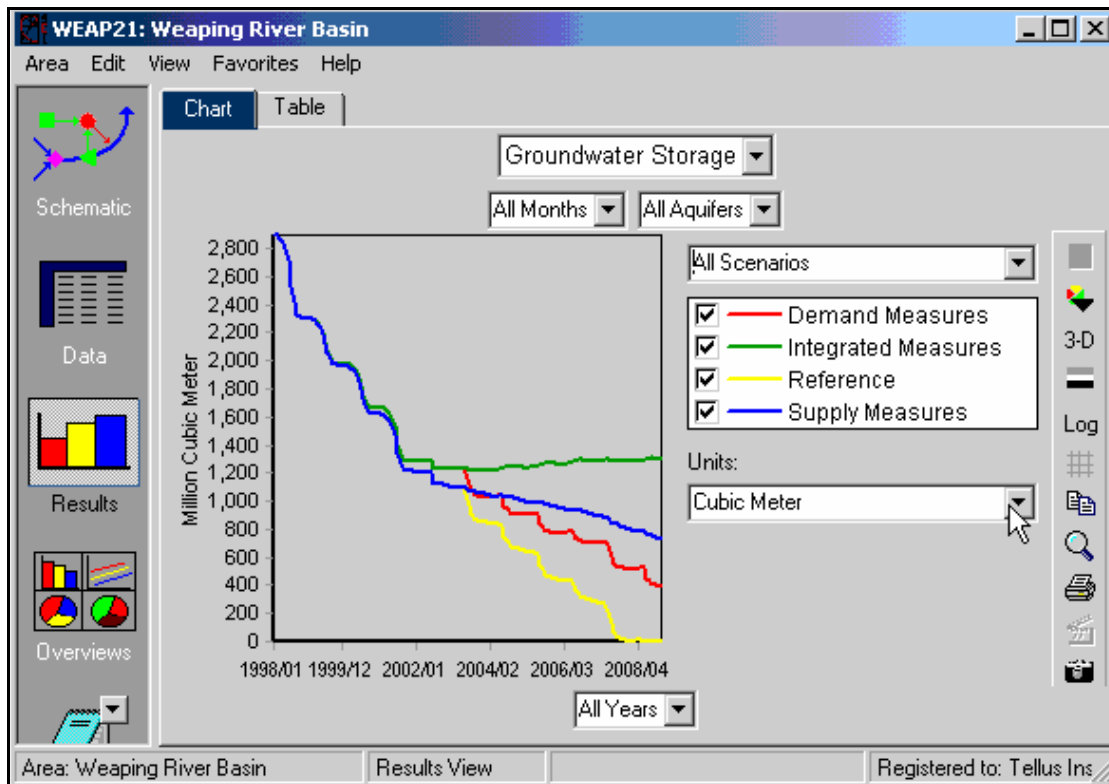 WEAP21: Weaping River Basin
Area Edit View Favorites Help
Chart Table
Groundwater Storage
All Months All Aquifers
Schematic
Data
Results
Overviews
Million Cubic Meter
2,800
2,600
2,400
2,200
2,000
1,800
1,600
1,400
1,200
1,000
800
600
400
200
0
1998/01 1999/12 2002/01 2004/02 2006/03 2008/04
All Years
All Scenarios
Demand Measures
Integrated Measures
Reference
Supply Measures
Units:
Cubic Meter
3-D
Log
Area: Weaping River Basin Results View Registered to: Tellus Ins